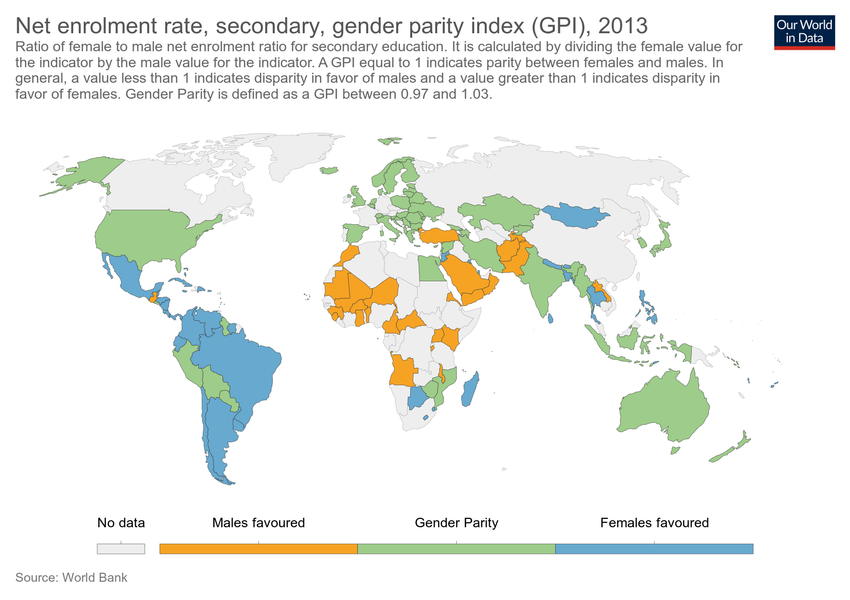 Net enrolment rate, secondary, gender parity index (GPI), 2013
Our World
in Data
Ratio of female to male net enrolment ratio for secondary education. It is calculated by dividing the female value for
the indicator by the male value for the indicator. A GPI equal to 1 indicates parity between females and males. In
general, a value less than 1 indicates disparity in favor of males and a value greater than 1 indicates disparity in
favor of females. Gender Parity is defined as a GPI between 0.97 and 1.03.
No data Males favoured Gender Parity Females favoured
Source: World Bank